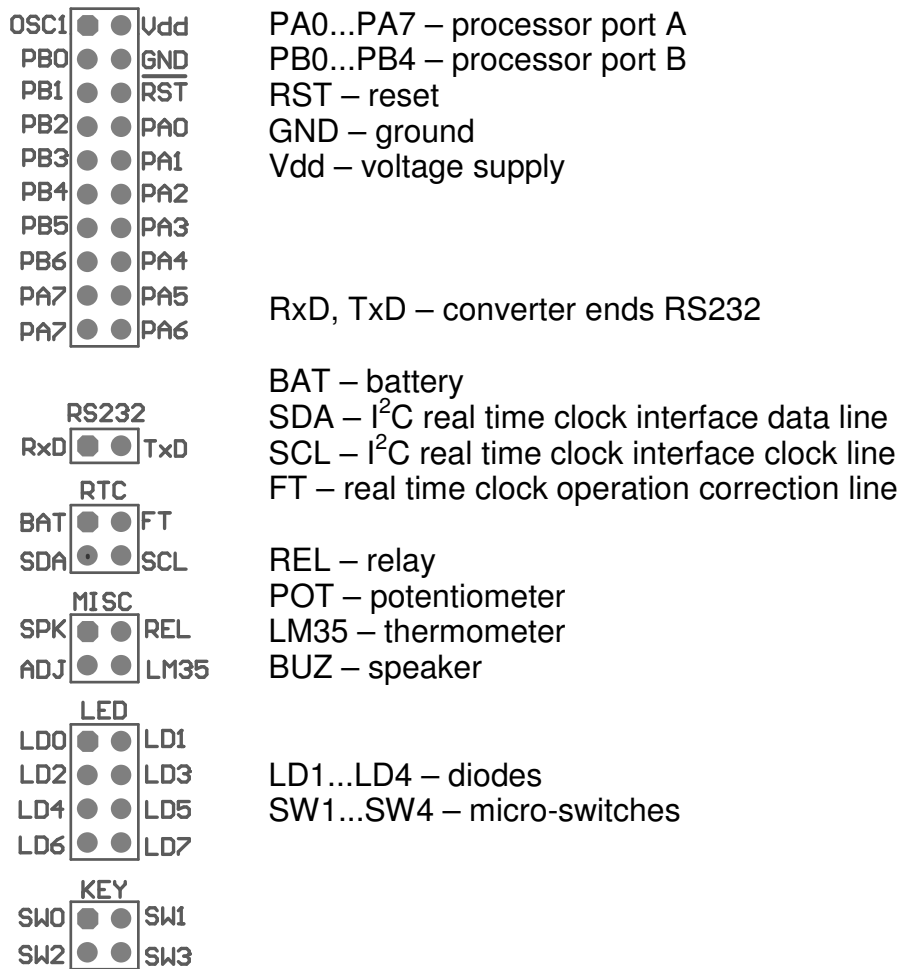 OSC1 Vdd PA0...PA7 – processor port A
PB0 GND PB0...PB4 – processor port B
PB1 RST RST – reset
PB2 PA0 GND – ground
PB3 PA1 Vdd – voltage supply
PB4 PA2
PB5 PA3
PB6 PA4
PA7 PA5 RxD, TxD – converter ends RS232
PA7 PA6
BAT – battery
RS232 SDA – I²C real time clock interface data line
RxD TxD SCL – I²C real time clock interface clock line
RTC FT – real time clock operation correction line
BAT FT
SDA SCL REL – relay
MISC POT – potentiometer
SPK REL LM35 – thermometer
ADJ LM35 BUZ – speaker
LED
LD0 LD1
LD2 LD3 LD1...LD4 – diodes
LD4 LD5 SW1...SW4 – micro-switches
LD6 LD7
KEY
SW0 SW1
SW2 SW3